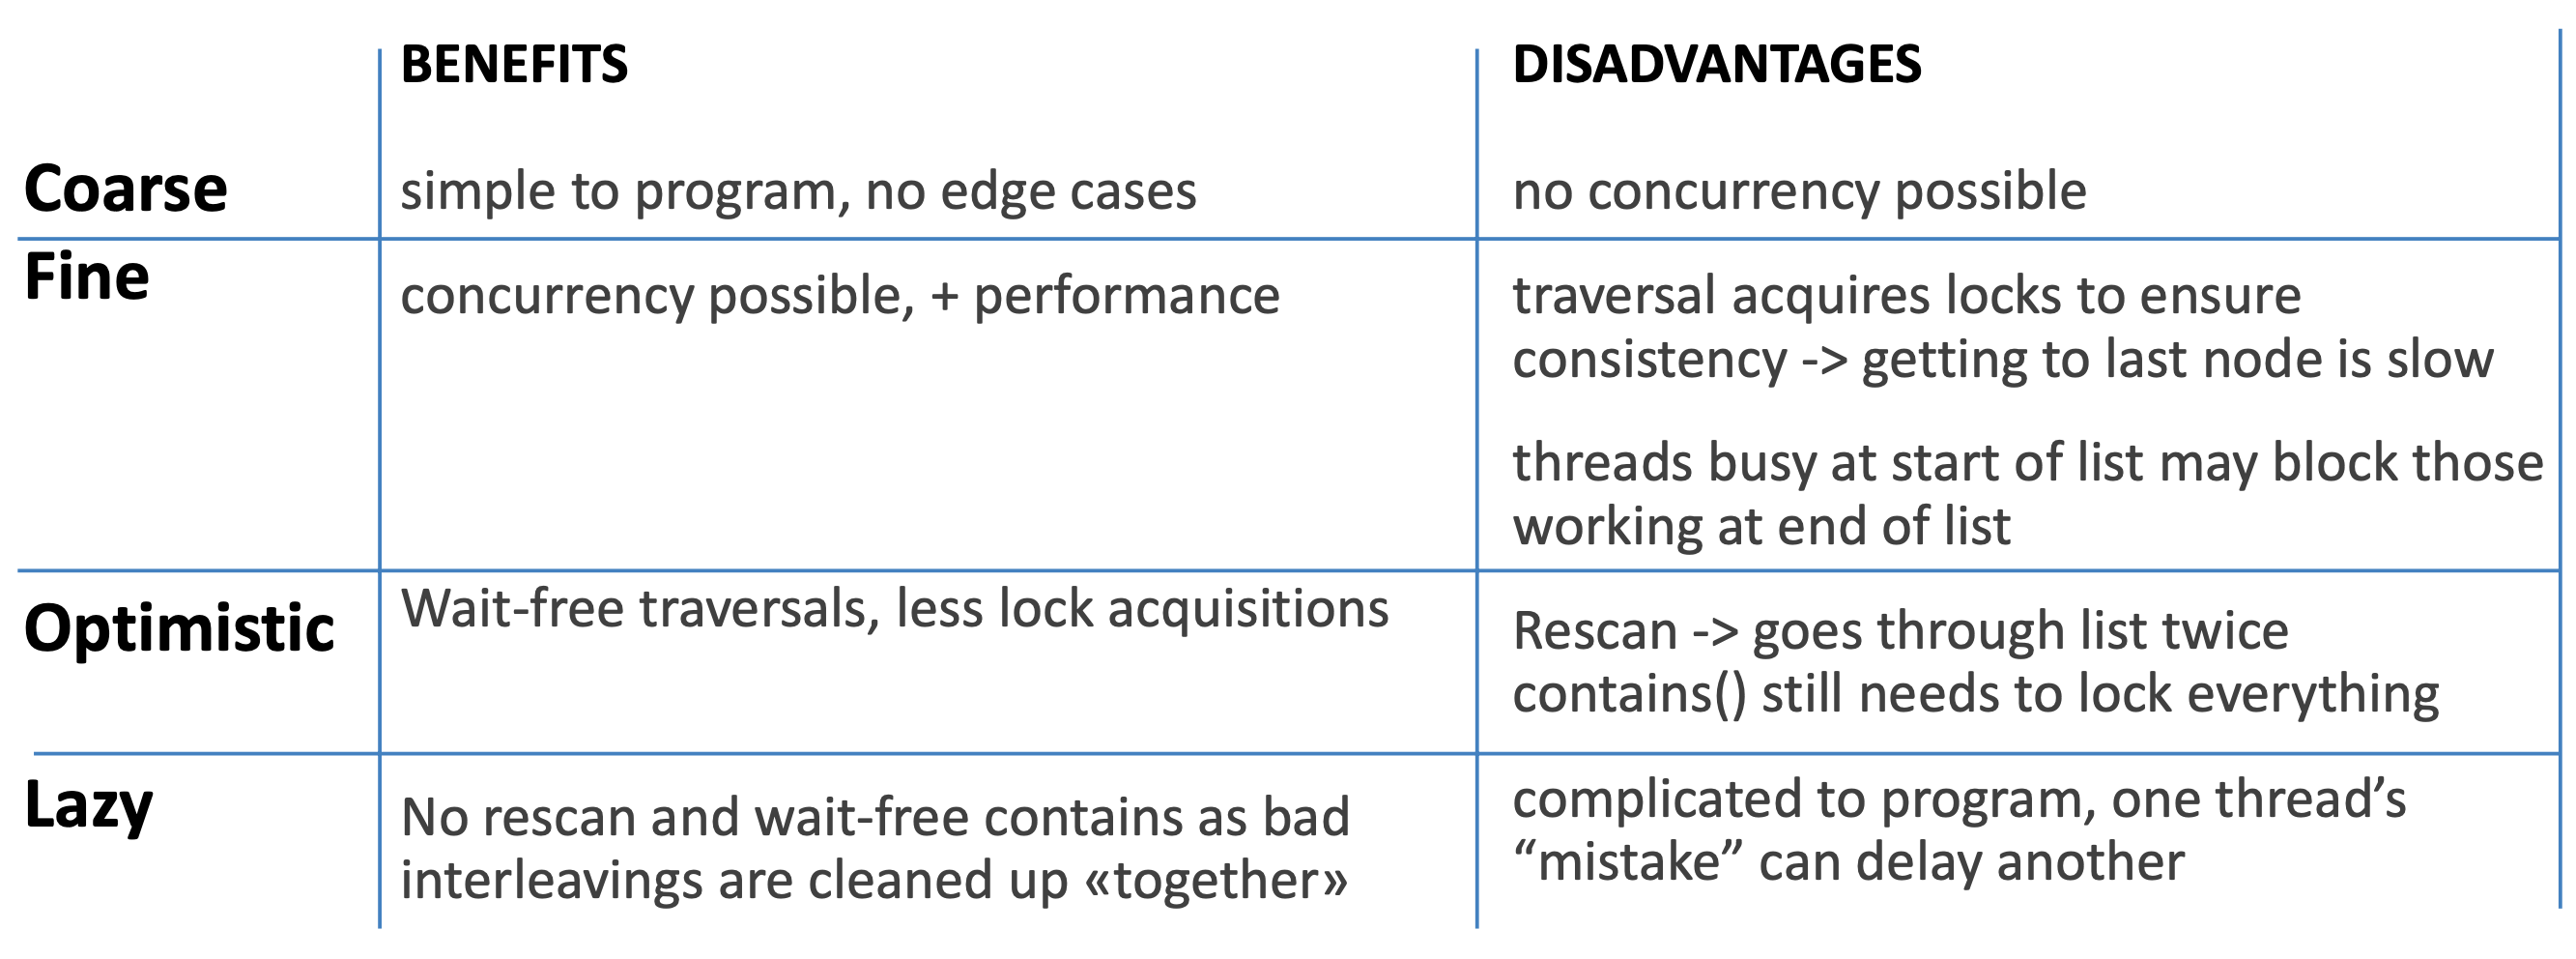 BENEFITS
DISADVANTAGES
Coarse
simple to program, no edge cases
no concurrency possible
Fine
concurrency possible, + performance
traversal acquires locks to ensure
consistency -> getting to last node is slow
threads busy at start of list may block those
working at end of list
Optimistic
Wait-free traversals, less lock acquisitions
Rescan -> goes through list twice
contains() still needs to lock everything
Lazy
No rescan and wait-free contains as bad
interleavings are cleaned up «together»
complicated to program, one thread’s
“mistake” can delay another